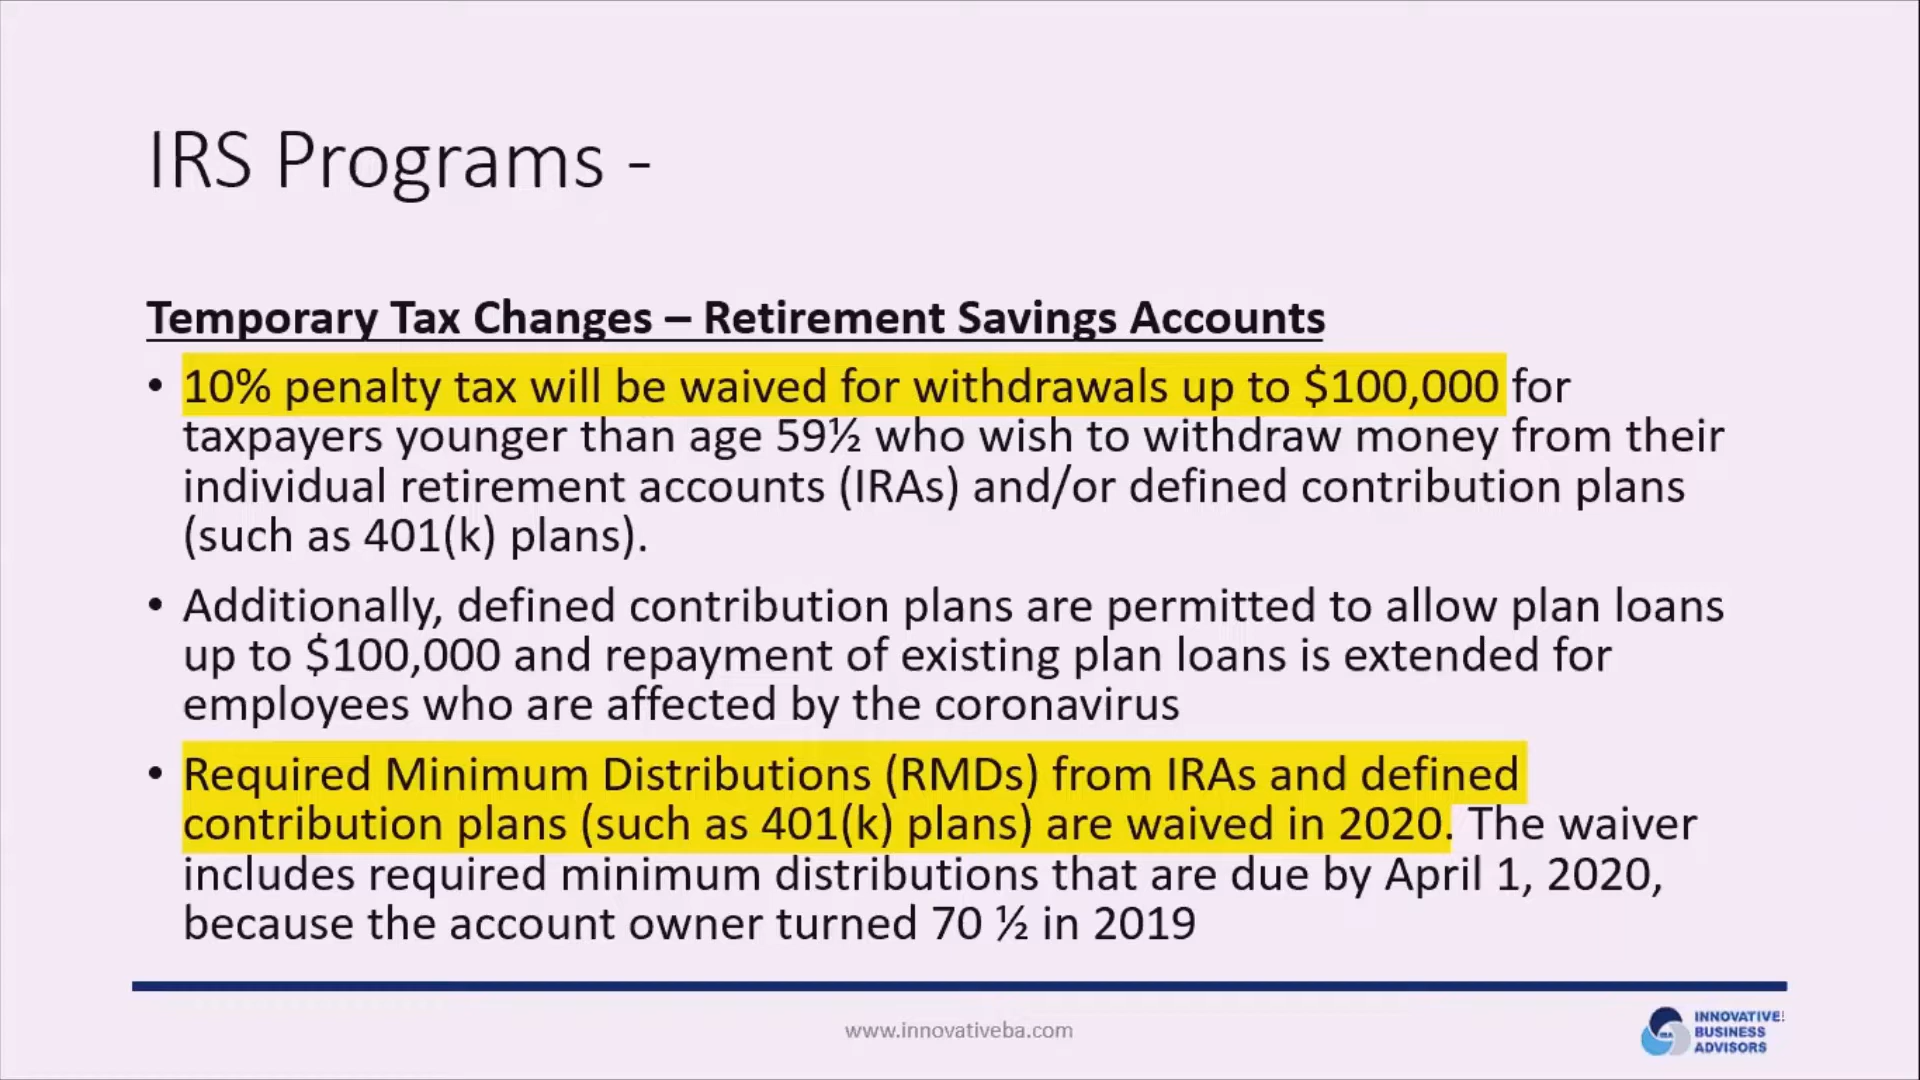 IRS Programs -
Temporary Tax Changes – Retirement Savings Accounts
• 10% penalty tax will be waived for withdrawals up to $100,000 for
taxpayers younger than age 59½ who wish to withdraw money from their
individual retirement accounts (IRAs) and/or defined contribution plans
(such as 401(k) plans).
• Additionally, defined contribution plans are permitted to allow plan loans
up to $100,000 and repayment of existing plan loans is extended for
employees who are affected by the coronavirus
• Required Minimum Distributions (RMDs) from IRAs and defined
contribution plans (such as 401(k) plans) are waived in 2020. The waiver
includes required minimum distributions that are due by April 1, 2020,
because the account owner turned 70 ½ in 2019
www.innovativeba.com
INNOVATIVE!
BUSINESS
ADVISORS